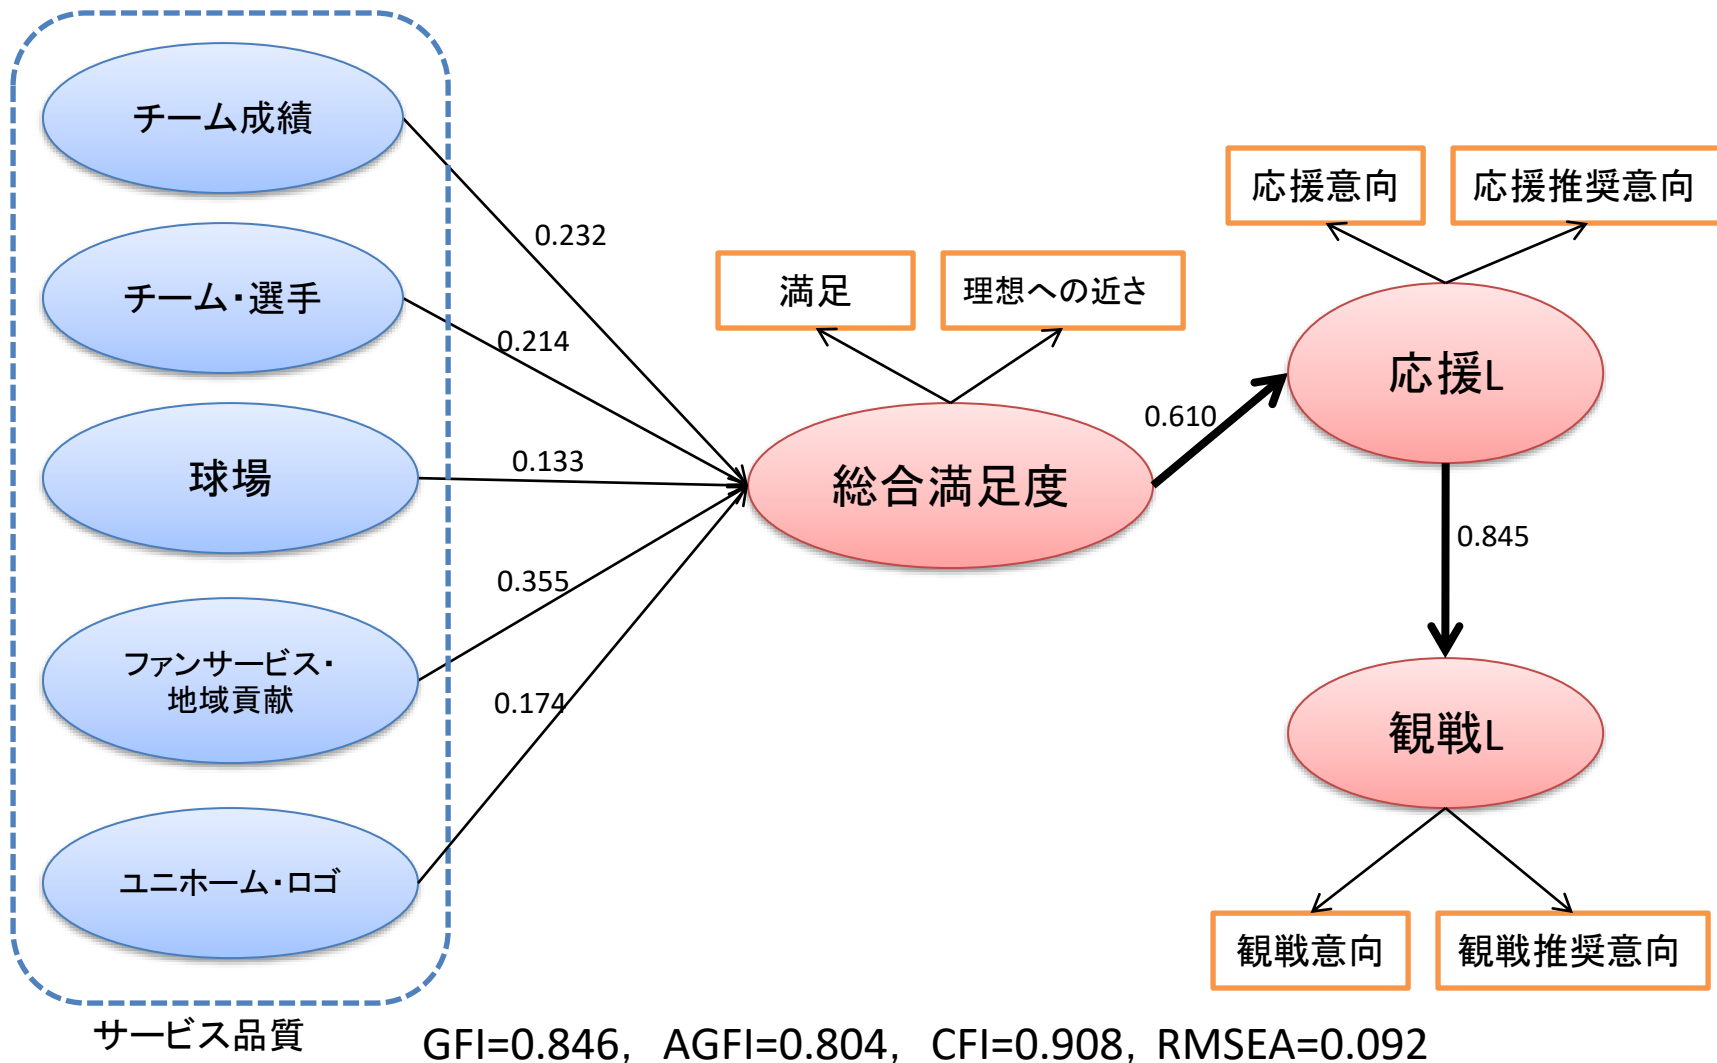 チーム成績
チーム・選手
球場
ファンサービス・
地域貢献
ユニホーム・ロゴ
サービス品質
0.232
0.214
0.133
0.355
0.174
満足
理想への近さ
総合満足度
0.610
応援意向
応援推奨意向
応援L
0.845
観戦L
観戦意向
観戦推奨意向
GFI=0.846, AGFI=0.804, CFI=0.908, RMSEA=0.092